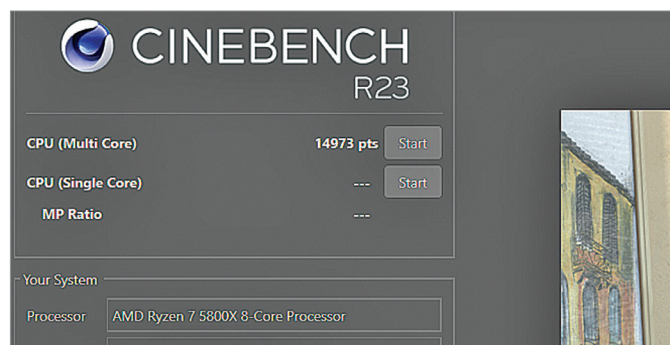 CINEBENCH
R23
CPU (Multi Core) 14973 pts Start
CPU (Single Core) --- Start
MP Ratio ---
Your System
Processor AMD Ryzen 7 5800X 8-Core Processor